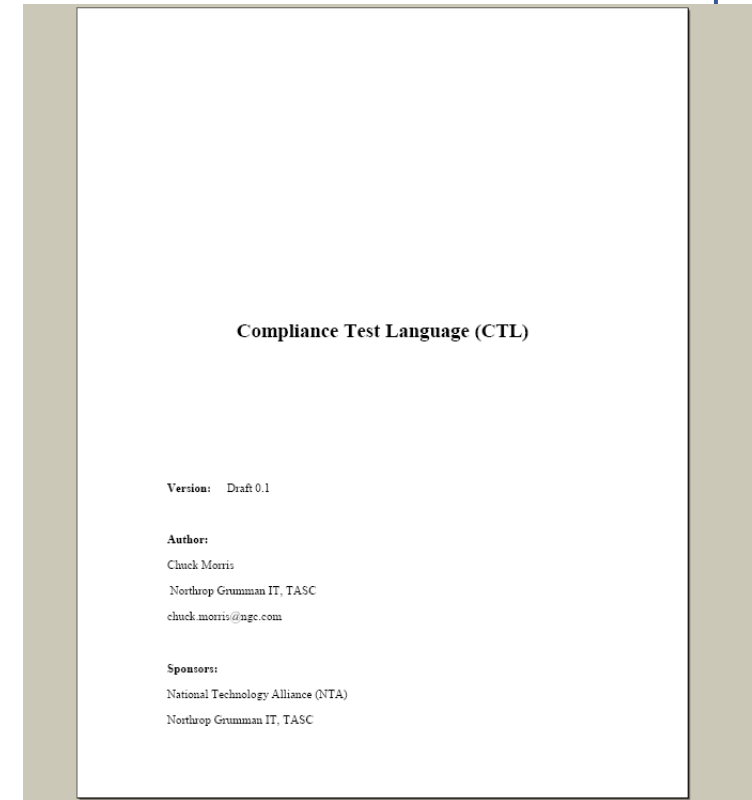 Compliance Test Language (CTL)
Version: Draft 0.1
Author:
Chuck Morris
Northrop Grumman IT, TASC
chuck.morris@ngc.com
Sponsors:
National Technology Alliance (NTA)
Northrop Grumman IT, TASC